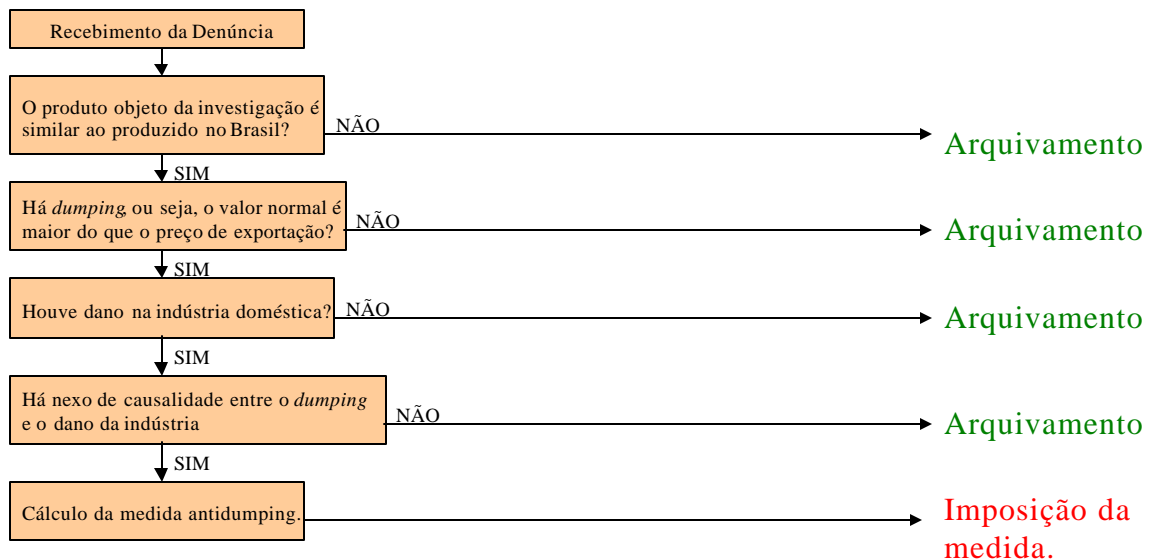 Recebimento da Denúncia
O produto objeto da investigação é
similar ao produzido no Brasil?
NÃO
Arquivamento
SIM
Há dumping, ou seja, o valor normal é
maior do que o preço de exportação?
NÃO
Arquivamento
SIM
Houve dano na indústria doméstica?
NÃO
Arquivamento
SIM
Há nexo de causalidade entre o dumping
e o dano da indústria
NÃO
Arquivamento
SIM
Cálculo da medida antidumping.
Imposição da
medida.